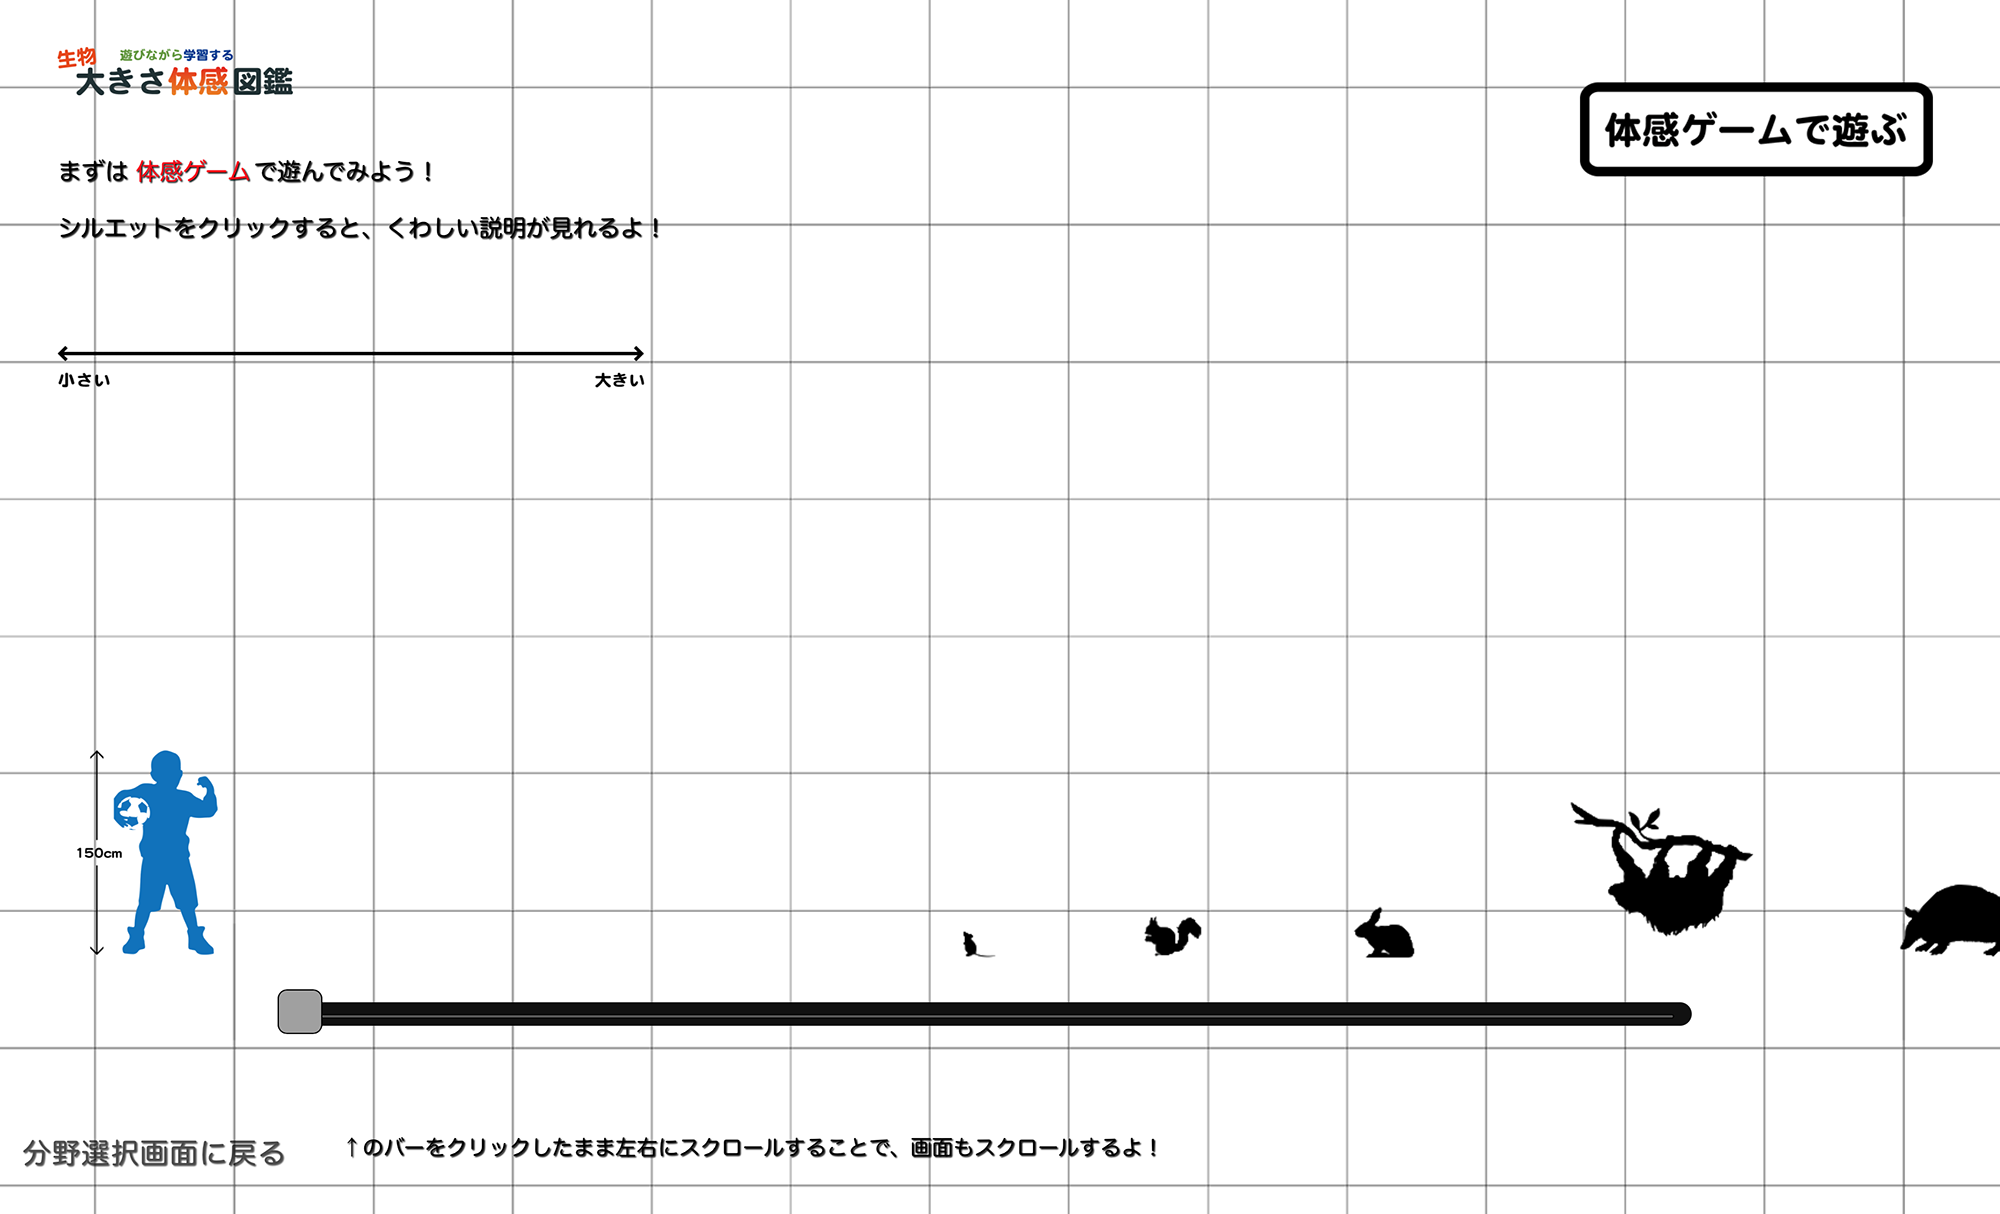 生物 遊びながら学習する
大きさ体感図鑑
体感ゲームで遊ぶ
まずは 体感ゲーム で遊んでみよう！
シルエットをクリックすると、くわしい説明が見れるよ！
小さい 大きい
150cm
分野選択画面に戻る
↑のバーをクリックしたまま左右にスクロールすることで、画面もスクロールするよ！